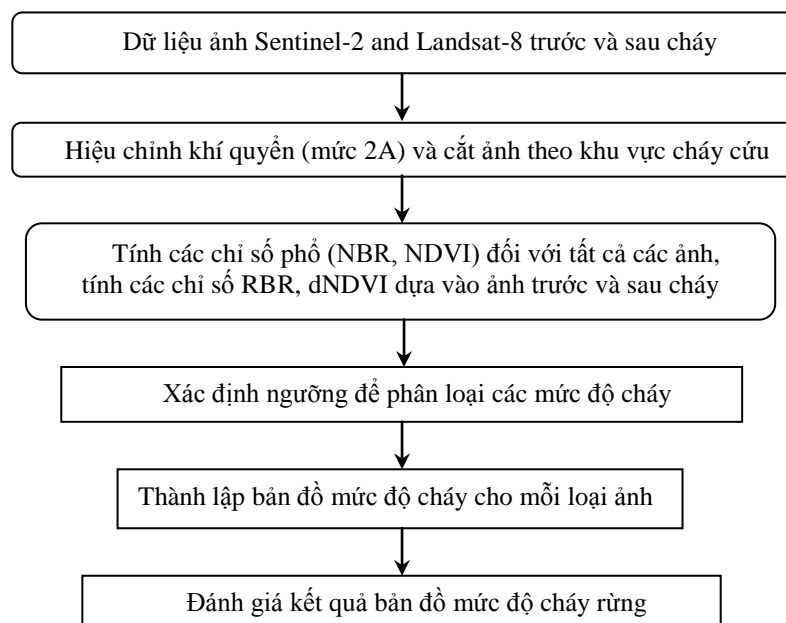 Dữ liệu ảnh Sentinel-2 and Landsat-8 trước và sau cháy
Hiệu chỉnh khí quyển (mức 2A) và cắt ảnh theo khu vực cháy cứu
Tính các chỉ số phổ (NBR, NDVI) đối với tất cả các ảnh,
tính các chỉ số RBR, dNDVI dựa vào ảnh trước và sau cháy
Xác định ngưỡng để phân loại các mức độ cháy
Thành lập bản đồ mức độ cháy cho mỗi loại ảnh
Đánh giá kết quả bản đồ mức độ cháy rừng